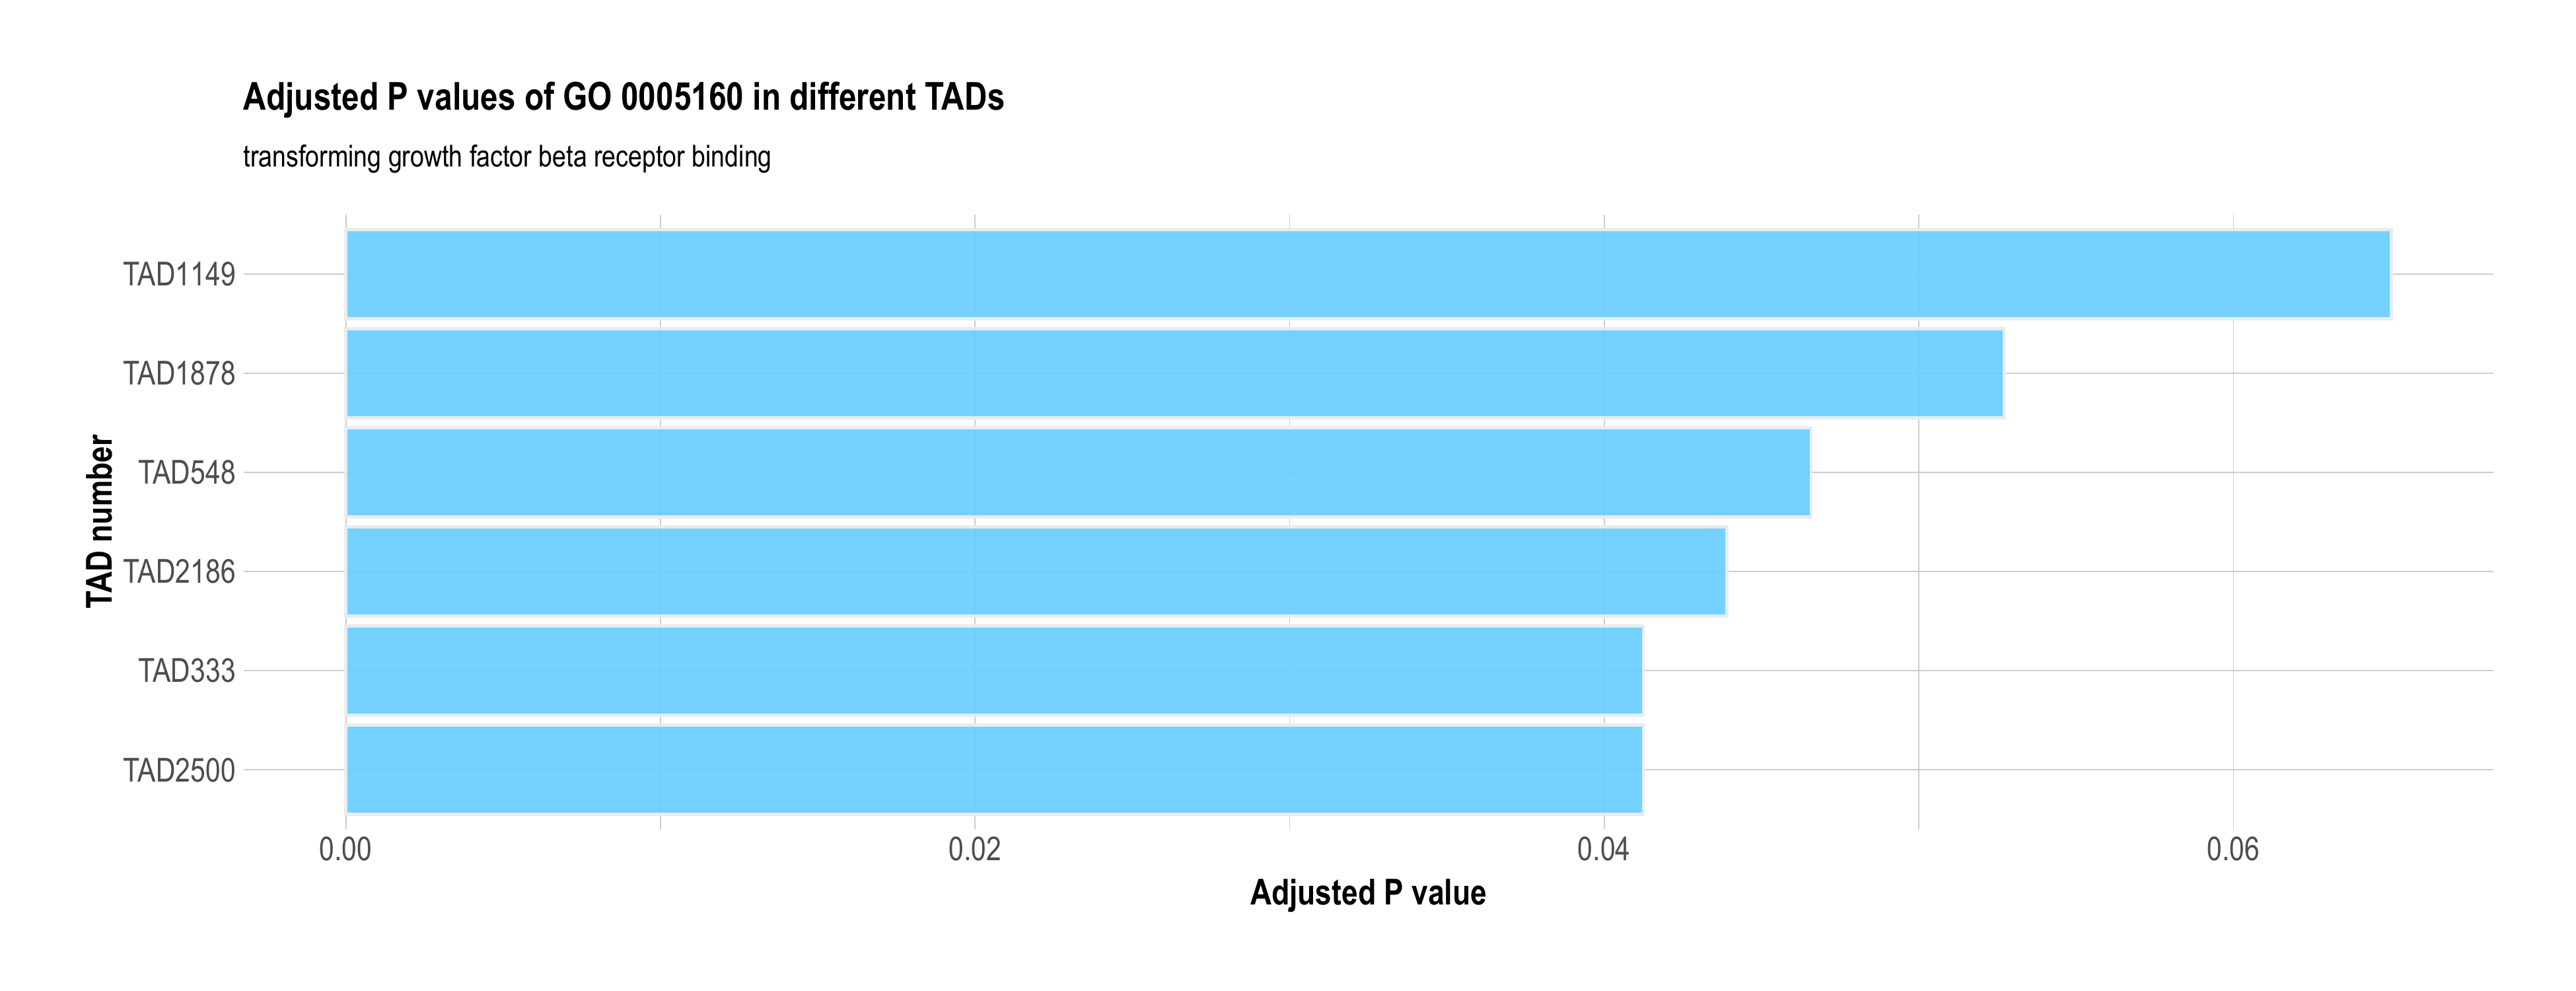 Adjusted P values of GO 0005160 in different TADs
transforming growth factor beta receptor binding
TAD number
TAD1149
TAD1878
TAD548
TAD2186
TAD333
TAD2500
0.00 0.02 0.04 0.06
Adjusted P value